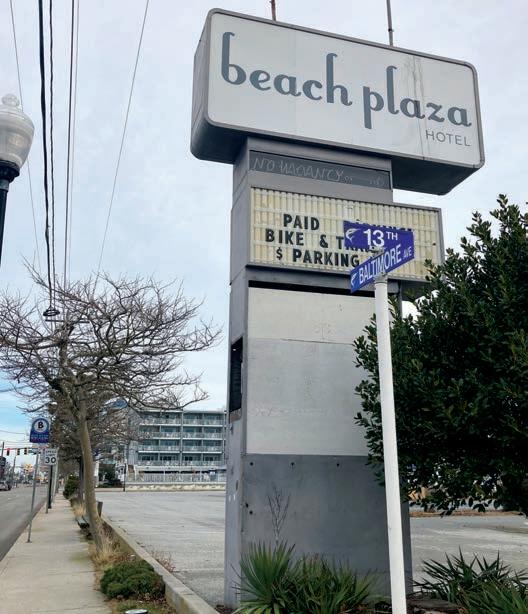 beach plaza
HOTEL
NO VACANCY
PAID
BIKE &
$ PARKING
13TH
BALTIMORE AVE
B
30